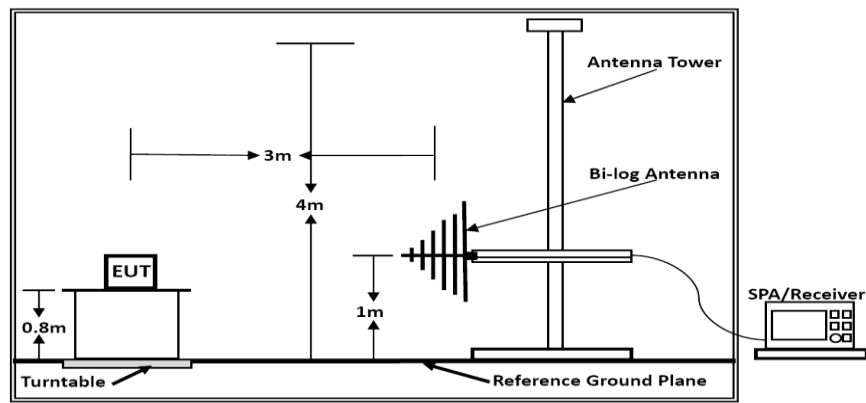 Antenna Tower
3m
Bi-log Antenna
4m
EUT
1m
SPA/Receiver
0.8m
Turntable
Reference Ground Plane